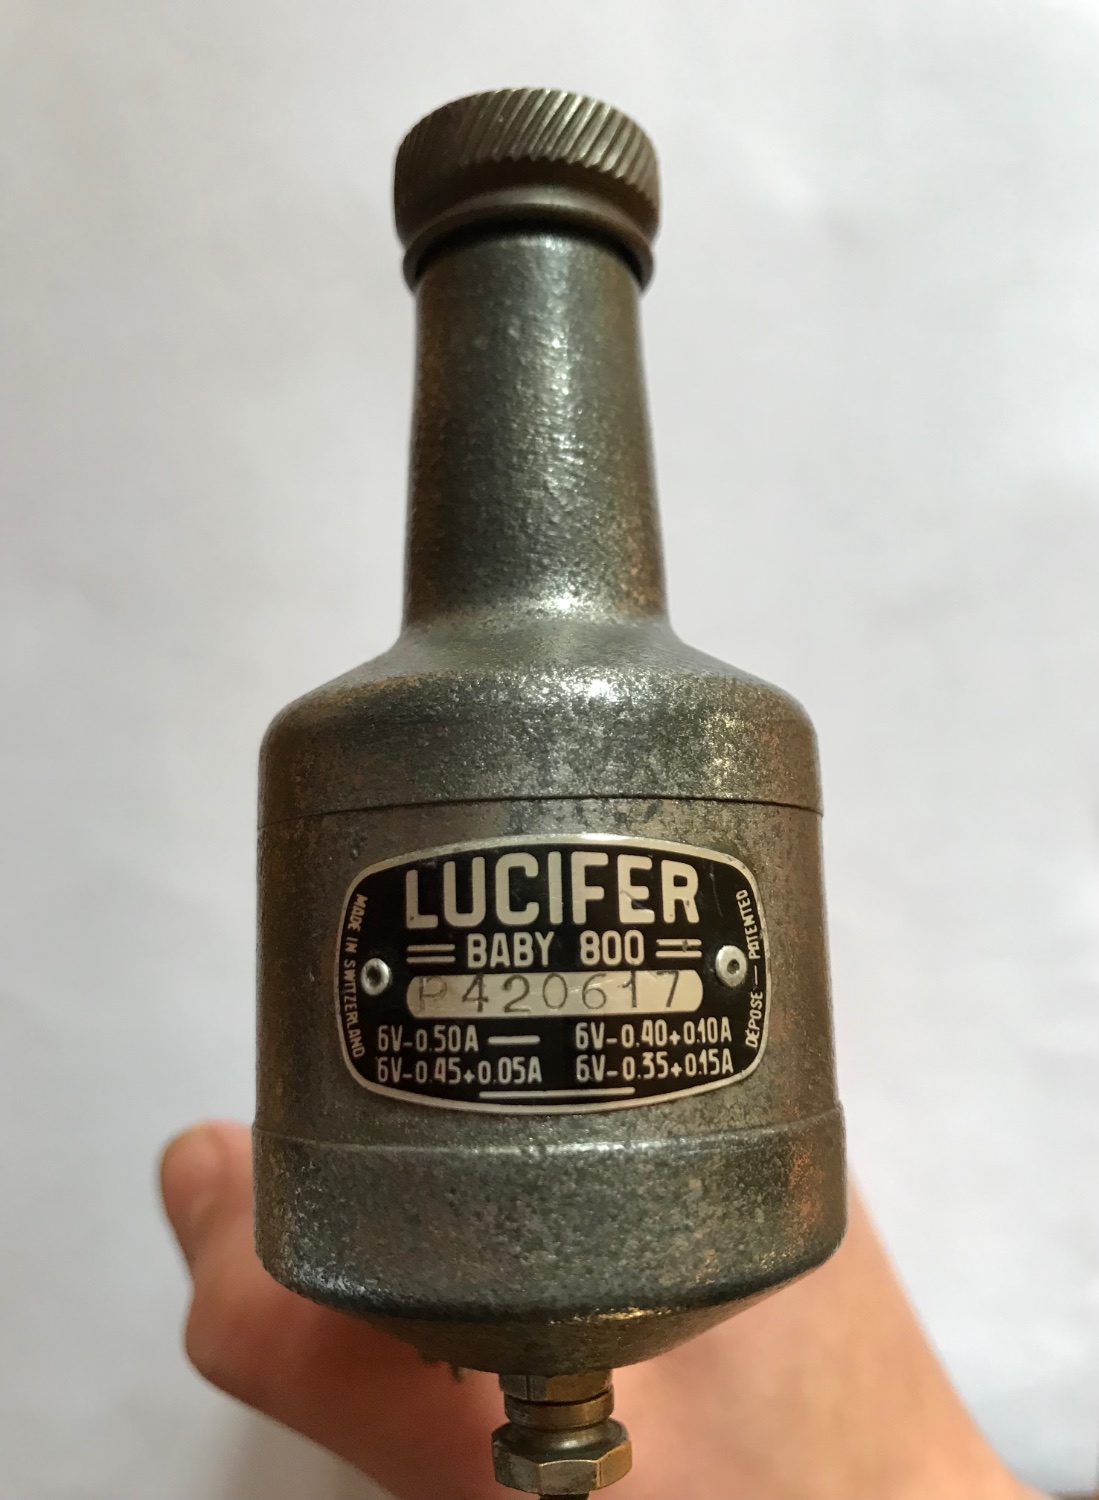 LUCIFER
BABY 800
P420617
6V-0.50A — 6V-0.40+0.10A
6V-0.45+0.05A 6V-0.35+0.15A
MADE IN SWITZERLAND
DÉPOSÉ — PATENTED